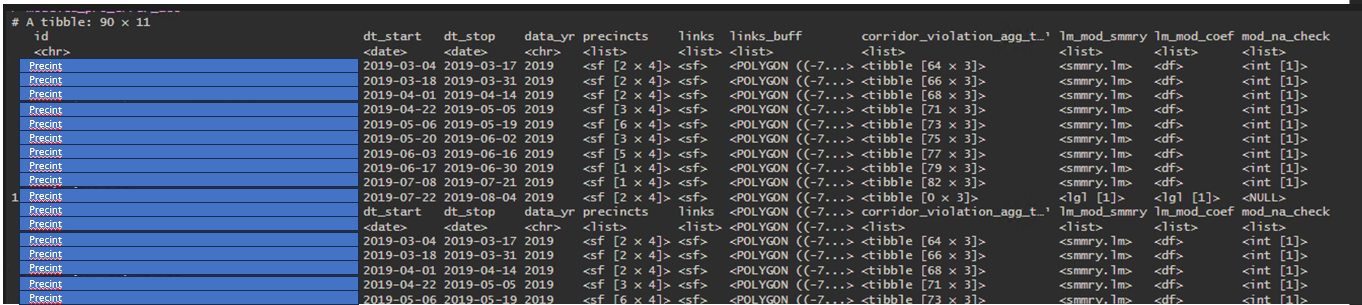 # A tibble: 90 × 11
id dt_start dt_stop data_yr precincts links links_buff corridor_violation_agg_t…¹ lm_mod_smmry lm_mod_coef mod_na_check
<chr> <date> <date> <chr> <list> <list> <list> <list> <list> <list> <list>
Precint 2019-03-04 2019-03-17 2019 <sf [2 × 4]> <sf> <POLYGON ((-7...> <tibble [64 × 3]> <smmry.lm> <df> <int [1]>
Precint 2019-03-18 2019-03-31 2019 <sf [2 × 4]> <sf> <POLYGON ((-7...> <tibble [66 × 3]> <smmry.lm> <df> <int [1]>
Precint 2019-04-01 2019-04-14 2019 <sf [2 × 4]> <sf> <POLYGON ((-7...> <tibble [68 × 3]> <smmry.lm> <df> <int [1]>
Precint 2019-04-22 2019-05-05 2019 <sf [3 × 4]> <sf> <POLYGON ((-7...> <tibble [71 × 3]> <smmry.lm> <df> <int [1]>
Precint 2019-05-06 2019-05-19 2019 <sf [6 × 4]> <sf> <POLYGON ((-7...> <tibble [73 × 3]> <smmry.lm> <df> <int [1]>
Precint 2019-05-20 2019-06-02 2019 <sf [3 × 4]> <sf> <POLYGON ((-7...> <tibble [75 × 3]> <smmry.lm> <df> <int [1]>
Precint 2019-06-03 2019-06-16 2019 <sf [5 × 4]> <sf> <POLYGON ((-7...> <tibble [77 × 3]> <smmry.lm> <df> <int [1]>
Precint 2019-06-17 2019-06-30 2019 <sf [1 × 4]> <sf> <POLYGON ((-7...> <tibble [79 × 3]> <smmry.lm> <df> <int [1]>
Precint 2019-07-08 2019-07-21 2019 <sf [1 × 4]> <sf> <POLYGON ((-7...> <tibble [82 × 3]> <smmry.lm> <df> <int [1]>
1 Precint 2019-07-22 2019-08-04 2019 <sf [2 × 4]> <sf> <POLYGON ((-7...> <tibble [0 × 3]> <lgl [1]> <lgl [1]> <NULL>
Precint dt_start dt_stop data_yr precincts links links_buff corridor_violation_agg_t…¹ lm_mod_smmry lm_mod_coef mod_na_check
Precint <date> <date> <chr> <list> <list> <POLYGON ((-7...> <list> <list> <list> <list>
Precint 2019-03-04 2019-03-17 2019 <sf [2 × 4]> <sf> <POLYGON ((-7...> <tibble [64 × 3]> <smmry.lm> <df> <int [1]>
Precint 2019-03-18 2019-03-31 2019 <sf [2 × 4]> <sf> <POLYGON ((-7...> <tibble [66 × 3]> <smmry.lm> <df> <int [1]>
Precint 2019-04-01 2019-04-14 2019 <sf [2 × 4]> <sf> <POLYGON ((-7...> <tibble [68 × 3]> <smmry.lm> <df> <int [1]>
Precint 2019-04-22 2019-05-05 2019 <sf [3 × 4]> <sf> <POLYGON ((-7...> <tibble [71 × 3]> <smmry.lm> <df> <int [1]>
Precint 2019-05-06 2019-05-19 2019 <sf [6 × 4]> <sf> <POLYGON ((-7...> <tibble [73 × 3]> <smmry.lm> <df> <int [1]>